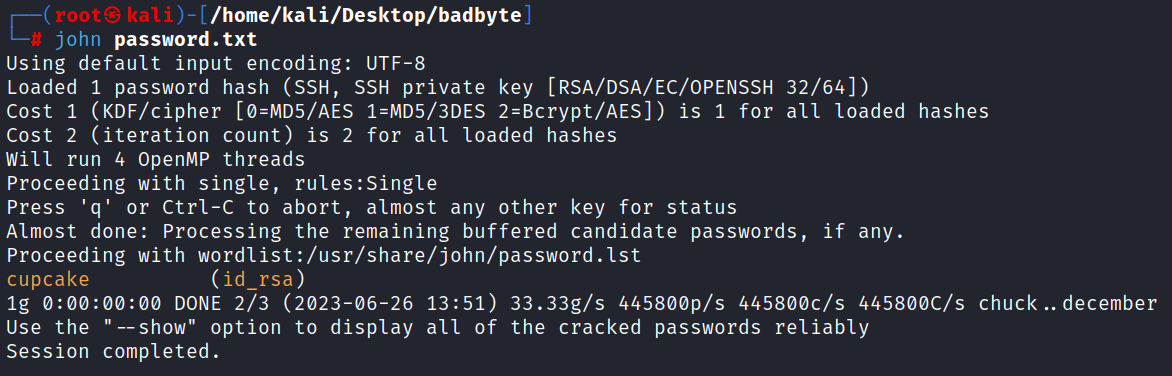 ┌──(root㉿kali)-[/home/kali/Desktop/badbyte]
└─# john password.txt
Using default input encoding: UTF-8
Loaded 1 password hash (SSH, SSH private key [RSA/DSA/EC/OPENSSH 32/64])
Cost 1 (KDF/cipher [0=MD5/AES 1=MD5/3DES 2=Bcrypt/AES]) is 1 for all loaded hashes
Cost 2 (iteration count) is 2 for all loaded hashes
Will run 4 OpenMP threads
Proceeding with single, rules:Single
Press 'q' or Ctrl-C to abort, almost any other key for status
Almost done: Processing the remaining buffered candidate passwords, if any.
Proceeding with wordlist:/usr/share/john/password.lst
cupcake          (id_rsa)
1g 0:00:00:00 DONE 2/3 (2023-06-26 13:51) 33.33g/s 445800p/s 445800c/s 445800C/s chuck..december
Use the "--show" option to display all of the cracked passwords reliably
Session completed.